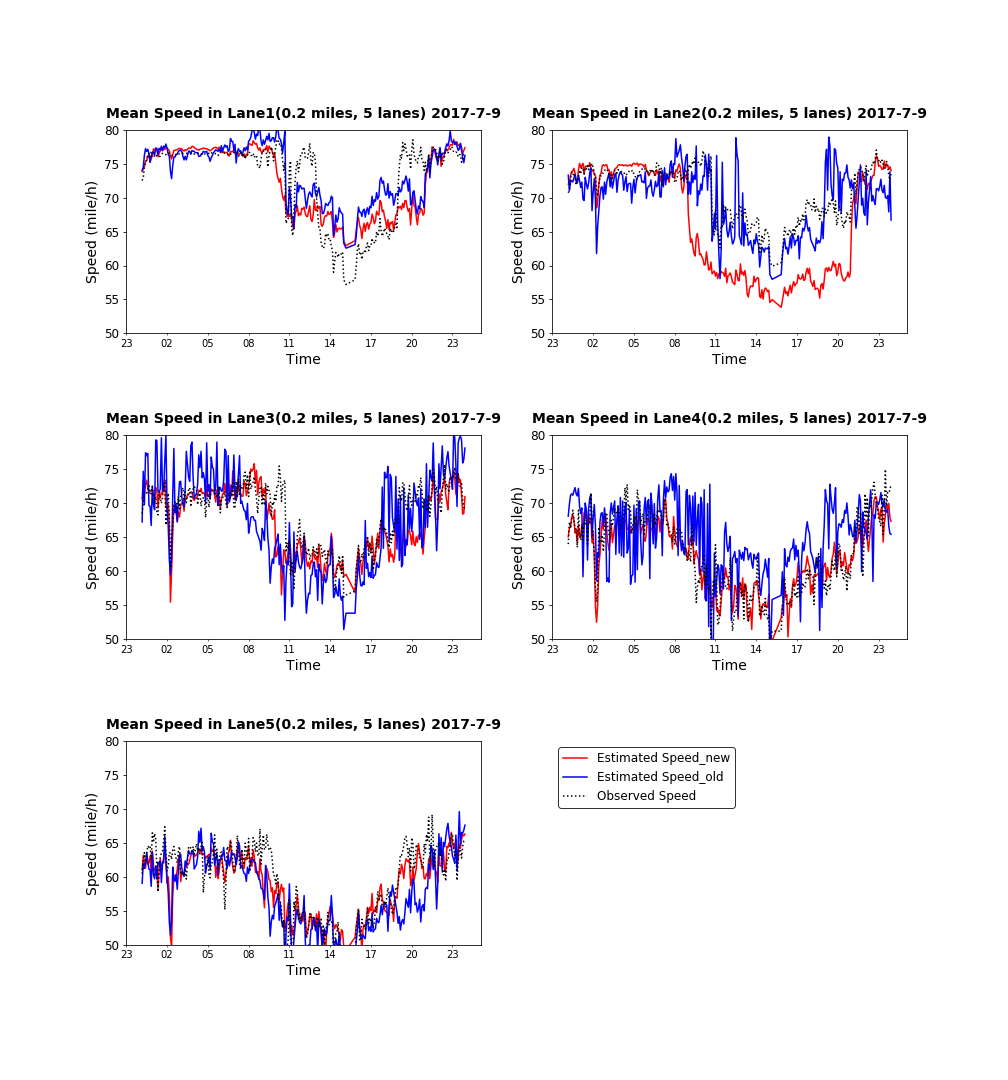 Mean Speed in Lane1(0.2 miles, 5 lanes) 2017-7-9
80
75
70
65
60
55
50
Speed (mile/h)
23 02 05 08 11 14 17 20 23
Time
Mean Speed in Lane2(0.2 miles, 5 lanes) 2017-7-9
80
75
70
65
60
55
50
Speed (mile/h)
23 02 05 08 11 14 17 20 23
Time
Mean Speed in Lane3(0.2 miles, 5 lanes) 2017-7-9
80
75
70
65
60
55
50
Speed (mile/h)
23 02 05 08 11 14 17 20 23
Time
Mean Speed in Lane4(0.2 miles, 5 lanes) 2017-7-9
80
75
70
65
60
55
50
Speed (mile/h)
23 02 05 08 11 14 17 20 23
Time
Mean Speed in Lane5(0.2 miles, 5 lanes) 2017-7-9
80
75
70
65
60
55
50
Speed (mile/h)
23 02 05 08 11 14 17 20 23
Time
Estimated Speed_new
Estimated Speed_old
Observed Speed